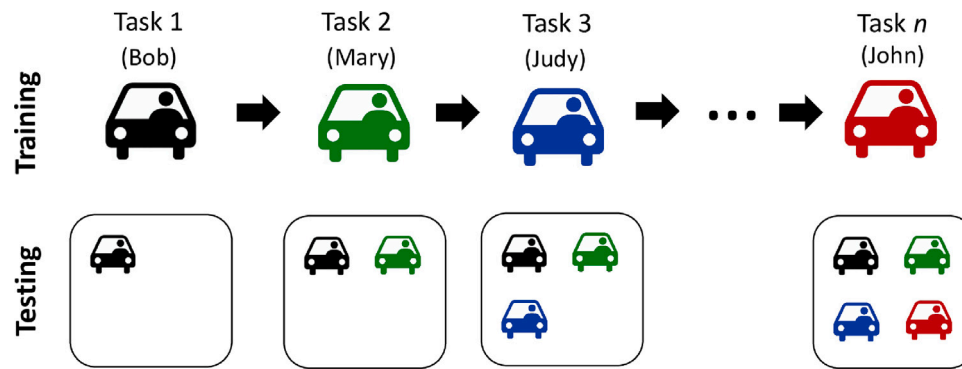 Task 1
(Bob)
Task 2
(Mary)
Task 3
(Judy)
...
Task n
(John)
Training
Testing